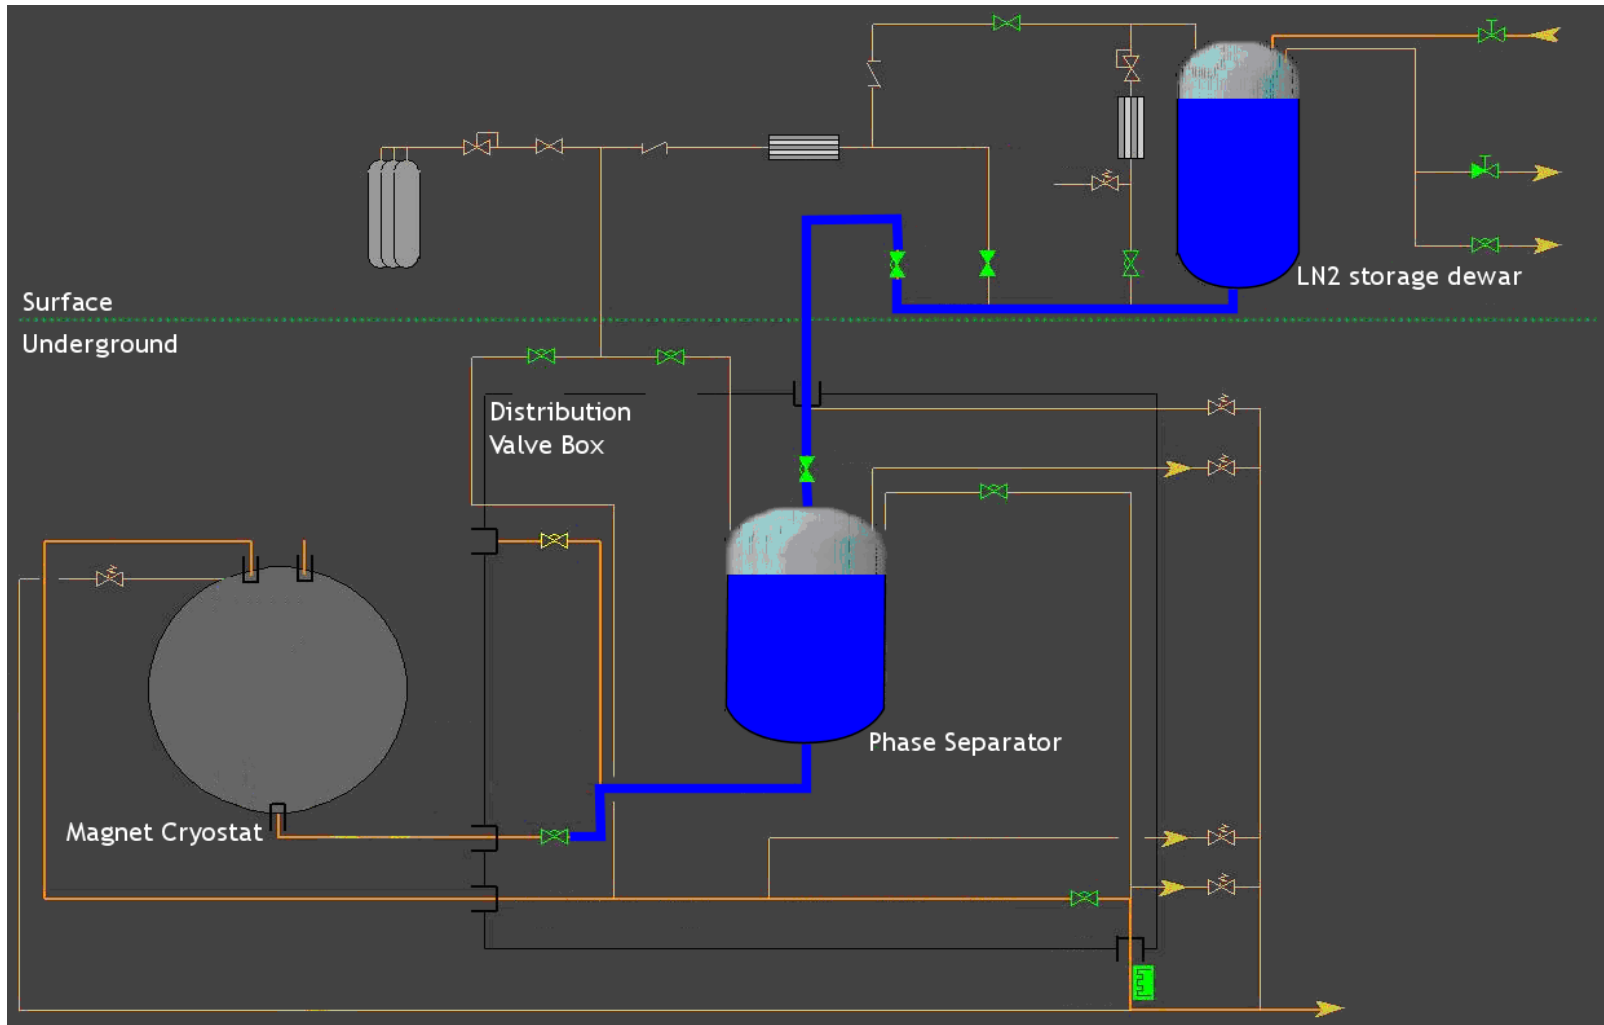 LN2 storage dewar
Surface
Underground
Distribution
Valve Box
Phase Separator
Magnet Cryostat